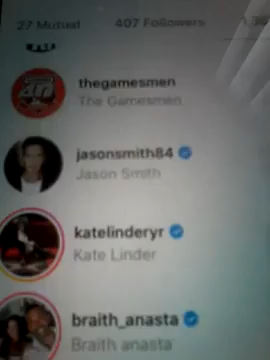 27 Mutual 407 Followers
thegamesmen
The Gamesmen
jasonsmith84
Jason Smith
katelinderyr
Kate Linder
braith_anasta
Braith anasta